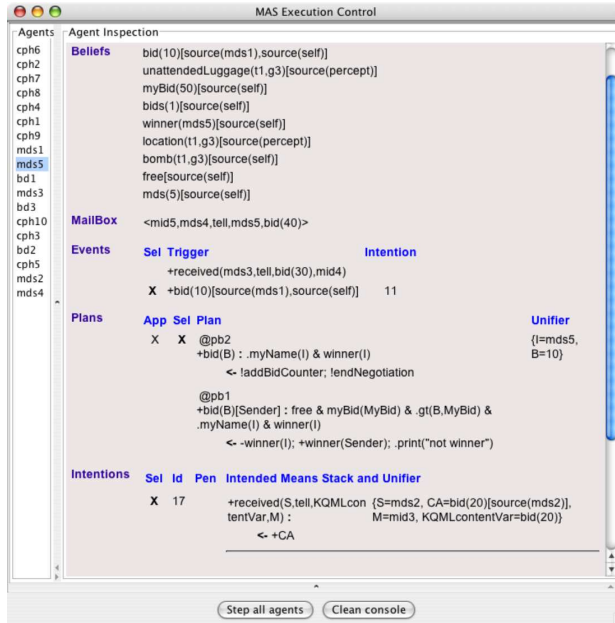 MAS Execution Control
Agents
cph6
cph2
cph7
cph8
cph4
cph1
cph9
mds1
mds5
bd1
mds3
bd3
cph10
cph3
bd2
cph5
mds2
mds4
Agent Inspection
Beliefs
bid(10)[source(mds1),source(self)]
unattendedLuggage(t1,g3)[source(percept)]
myBid(50)[source(self)]
bids(1)[source(self)]
winner(mds5)[source(self)]
location(t1,g3)[source(percept)]
bomb(t1,g3)[source(self)]
free[source(self)]
mds(5)[source(self)]
MailBox
<mid5,mds4,tell,mds5,bid(40)>
Events
Sel Trigger Intention
+received(mds3,tell,bid(30),mid4)
X +bid(10)[source(mds1),source(self)] 11
Plans
App Sel Plan Unifier
X X @pb2 {I=mds5,
+bid(B) : .myName(I) & winner(I) B=10}
<- !addBidCounter; !endNegotiation
@pb1
+bid(B)[Sender] : free & myBid(MyBid) & .gt(B,MyBid) &
.myName(I) & winner(I)
<- -winner(I); +winner(Sender); .print("not winner")
Intentions
Sel Id Pen Intended Means Stack and Unifier
X 17 +received(S,tell,KQMLcon {S=mds2, CA=bid(20)[source(mds2)],
tentVar,M) : M=mid3, KQMLcontentVar=bid(20)}
<- +CA
Step all agents Clean console